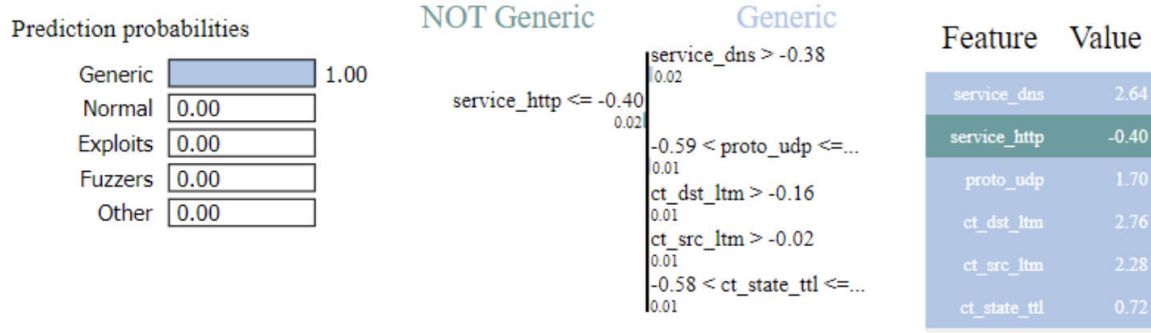 Prediction probabilities
Generic 1.00
Normal 0.00
Exploits 0.00
Fuzzers 0.00
Other 0.00
NOT Generic
Generic
service_dns > -0.38
0.02
service_http <= -0.40
0.02
-0.59 < proto_udp <=...
0.01
ct_dst_ltm > -0.16
0.01
ct_src_ltm > -0.02
0.01
-0.58 < ct_state_ttl <=...
0.01
Feature Value
service_dns 2.64
service_http -0.40
proto_udp 1.70
ct_dst_ltm 2.76
ct_src_ltm 2.28
ct_state_ttl 0.72